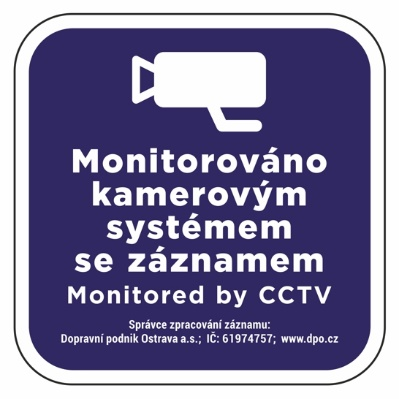 Monitorováno
kamerovým
systémem
se záznamem
Monitored by CCTV
Správce zpracování záznamu:
Dopravní podnik Ostrava a.s.; IČ: 61974757; www.dpo.cz